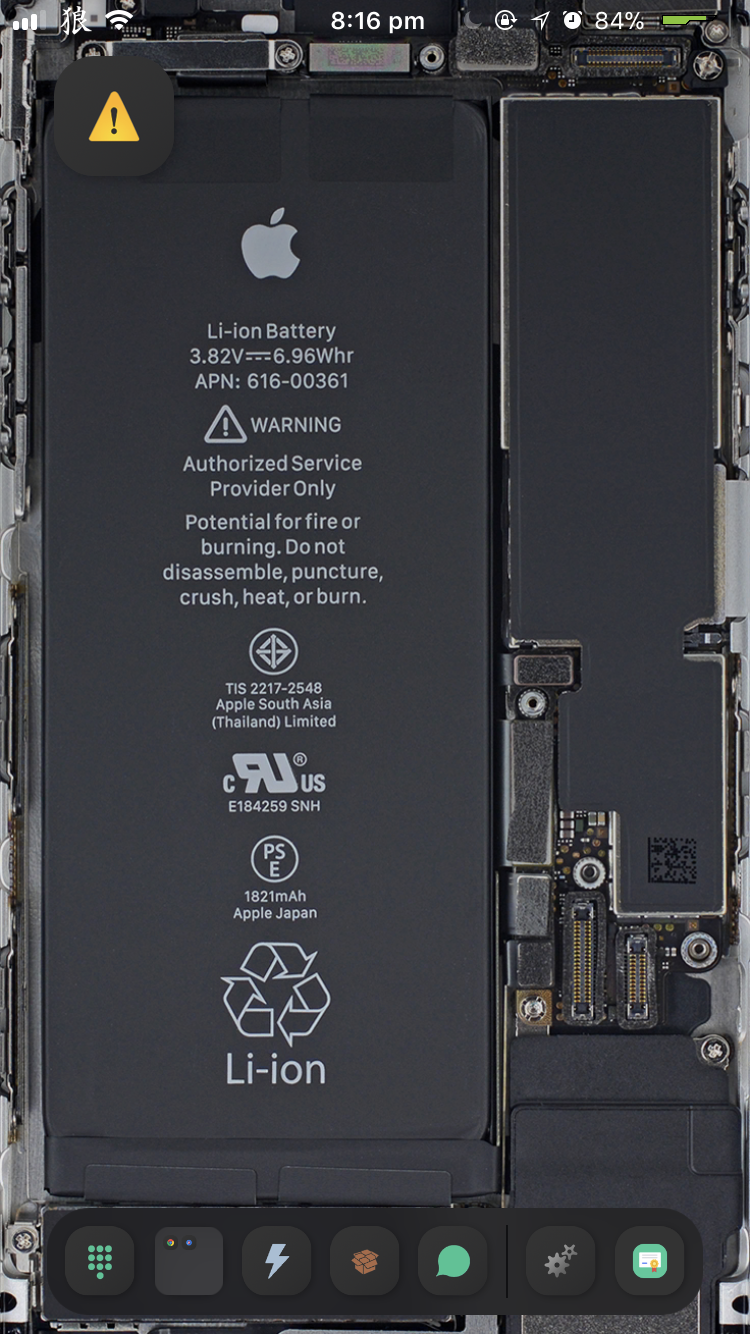 狼
8:16 pm
84%
Li-ion Battery
3.82V⎓6.96Whr
APN: 616-00361
WARNING
Authorized Service
Provider Only
Potential for fire or
burning. Do not
disassemble, puncture,
crush, heat, or burn.
TIS 2217-2548
Apple South Asia
(Thailand) Limited
c RU® US
E184259 SNH
PS
E
1821mAh
Apple Japan
Li-ion